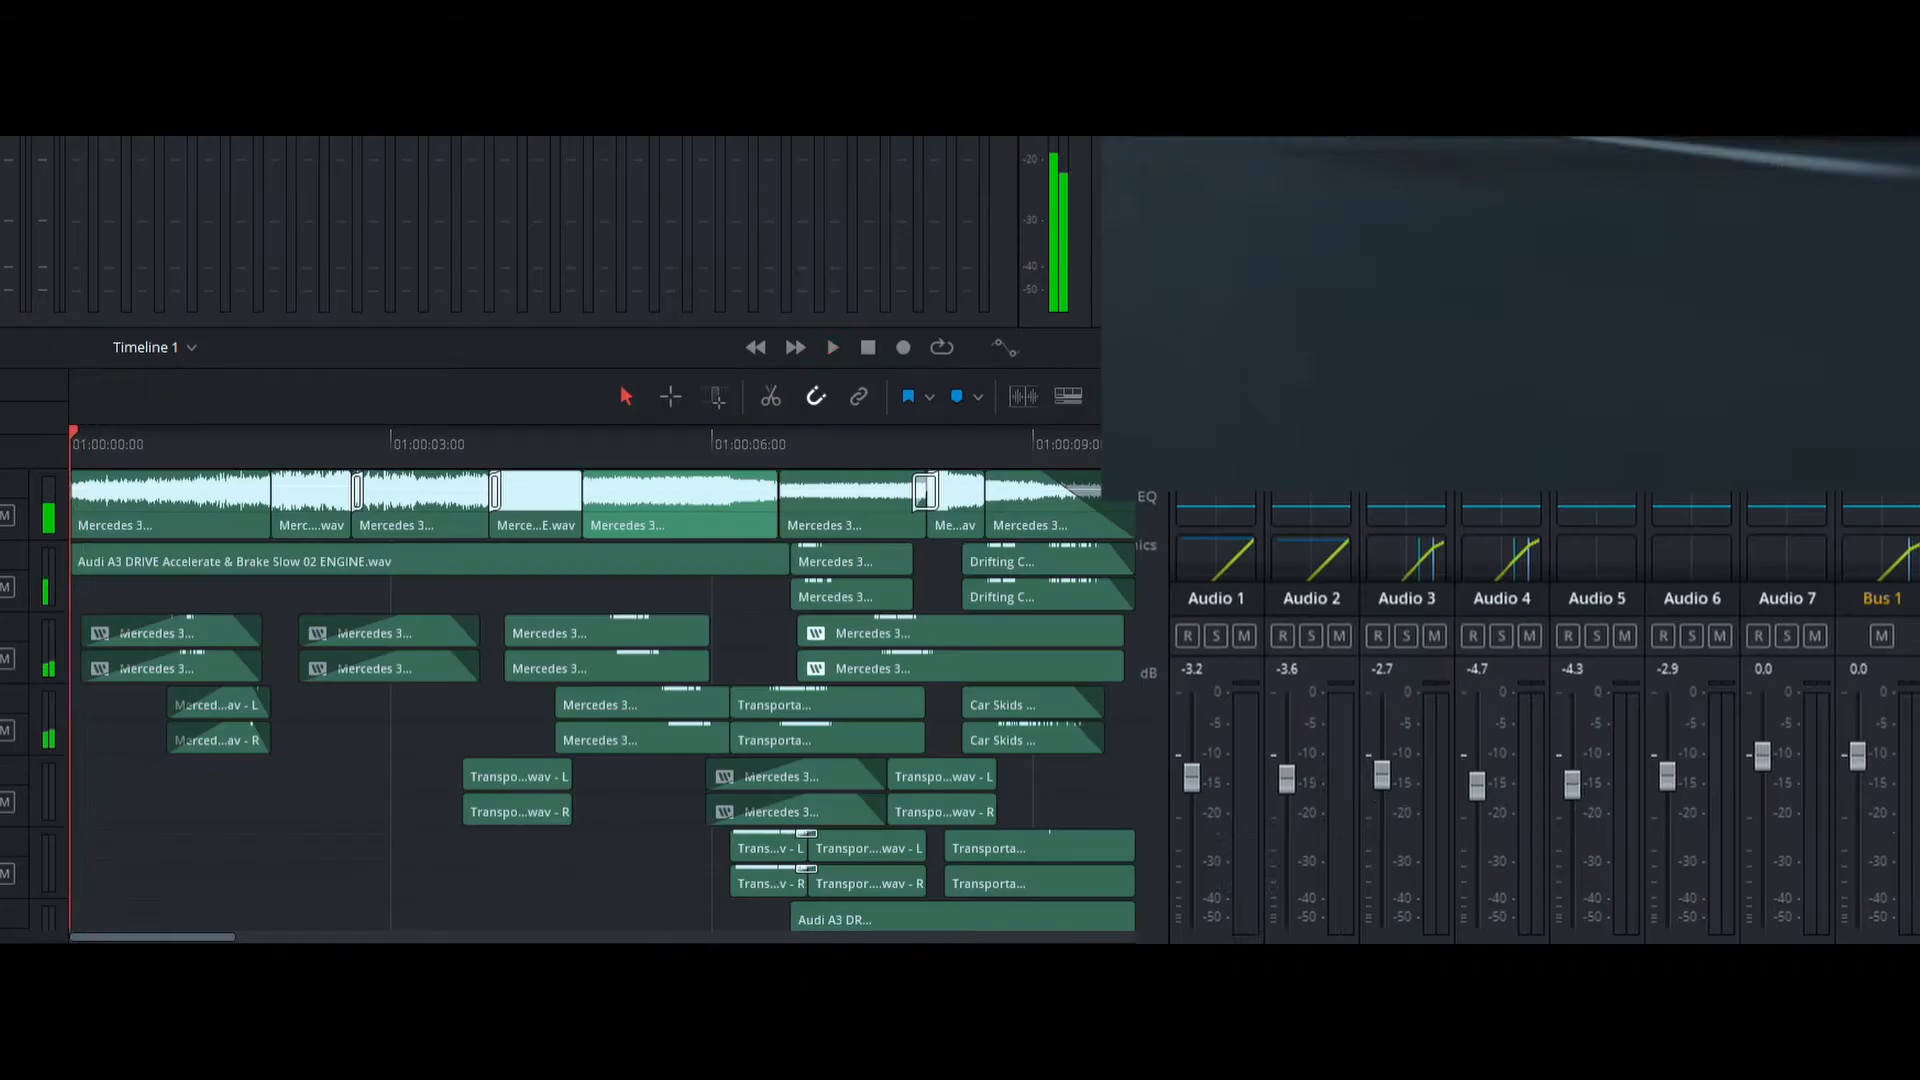 -20
-30
-40
-50
Timeline 1
01:00:00:00 01:00:03:00 01:00:06:00 01:00:09:0
M
Mercedes 3... Merc....wav Mercedes 3... Merce...E.wav Mercedes 3... Mercedes 3... Me...av Mercedes 3...
Audi A3 DRIVE Accelerate & Brake Slow 02 ENGINE.wav Mercedes 3... Drifting C...
M
Mercedes 3... Drifting C...
Mercedes 3... Mercedes 3... Mercedes 3... Mercedes 3...
M
Mercedes 3... Mercedes 3... Mercedes 3... Mercedes 3...
Merced...av - L Mercedes 3... Transporta... Car Skids ...
M
Merced...av - R Mercedes 3... Transporta... Car Skids ...
Transpo...wav - L Mercedes 3... Transpo...wav - L
M
Transpo...wav - R Mercedes 3... Transpo...wav - R
Trans...v - L Transpor....wav - L Transporta...
M
Trans...v - R Transpor....wav - R Transporta...
Audi A3 DR...
EQ
ics
Audio 1 Audio 2 Audio 3 Audio 4 Audio 5 Audio 6 Audio 7 Bus 1
R S M R S M R S M R S M R S M R S M R S M M
dB -3.2 -3.6 -2.7 -4.7 -4.3 -2.9 0.0 0.0
0 0 0 0 0 0 0 0
-5 -5 -5 -5 -5 -5 -5 -5
-10 -10 -10 -10 -10 -10 -10 -10
-15 -15 -15 -15 -15 -15 -15 -15
-20 -20 -20 -20 -20 -20 -20 -20
-30 -30 -30 -30 -30 -30 -30 -30
-40 -40 -40 -40 -40 -40 -40 -40
-50 -50 -50 -50 -50 -50 -50 -50